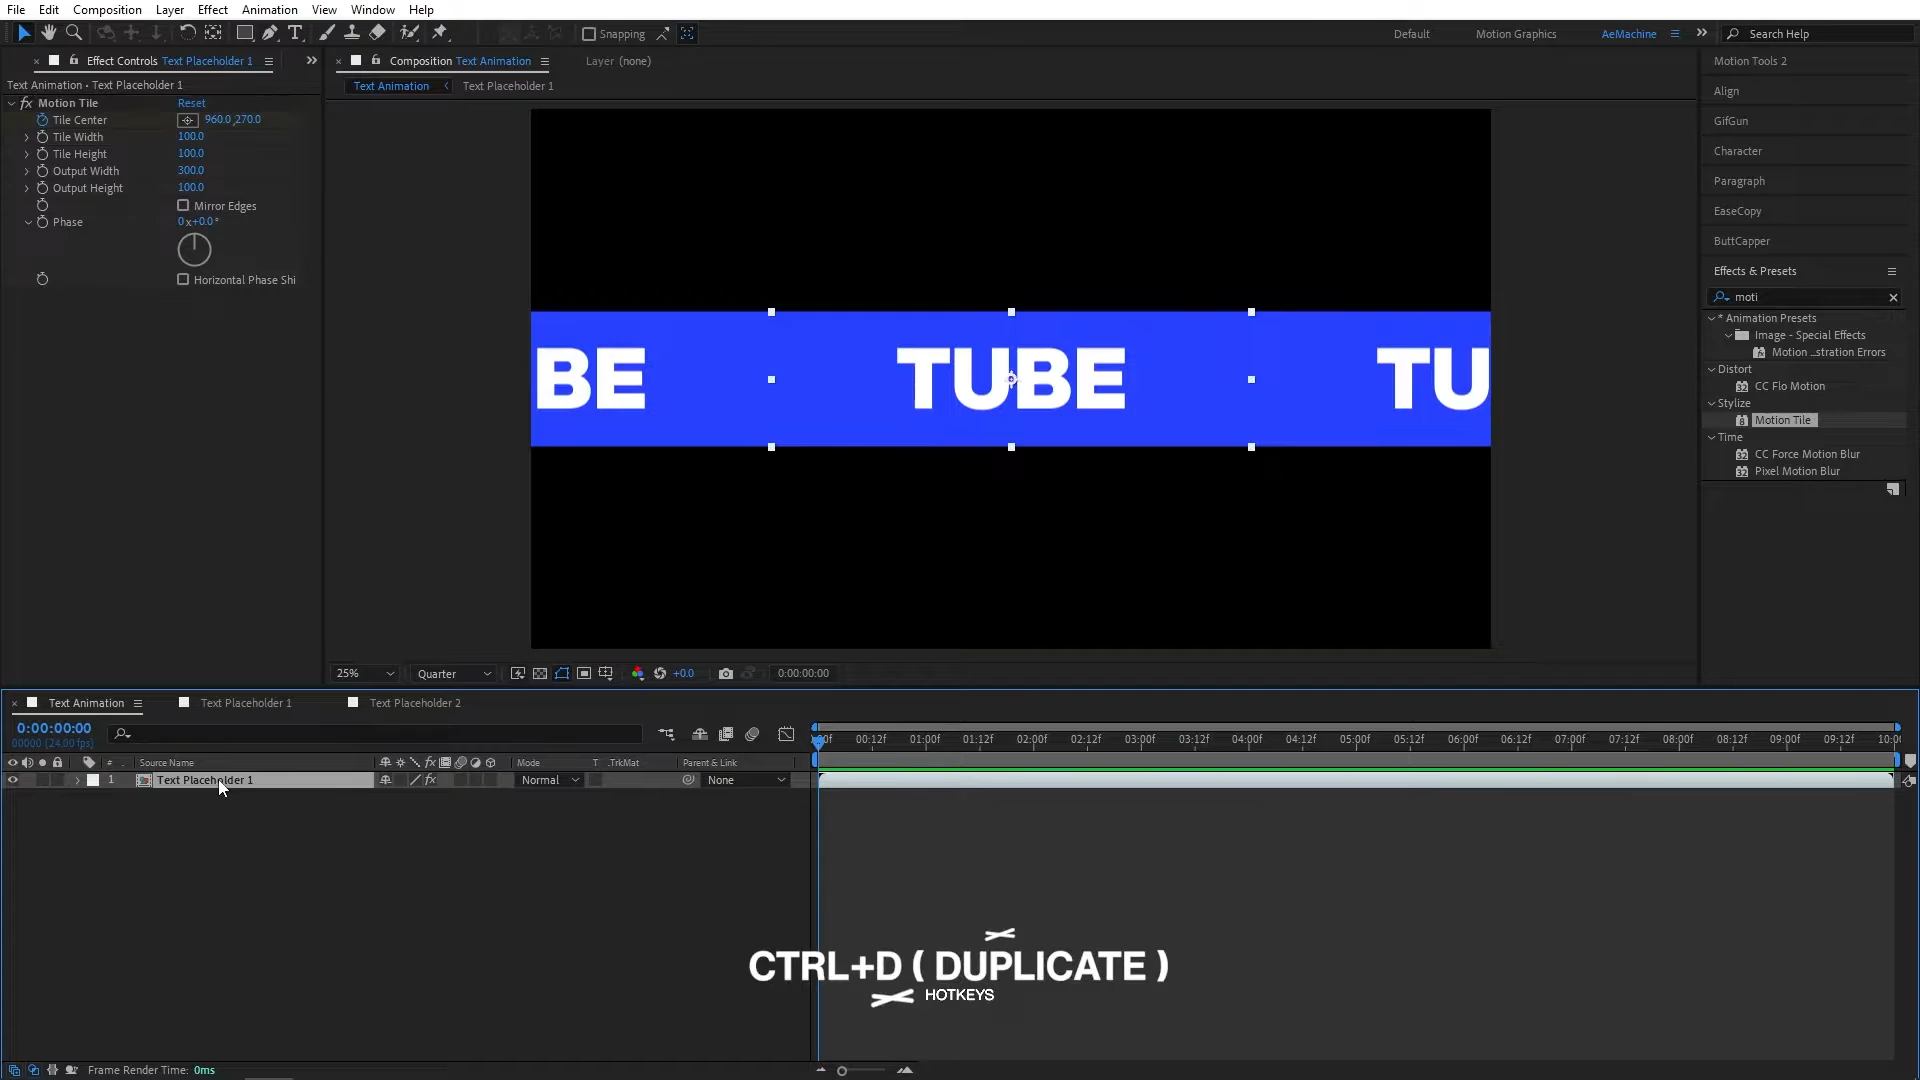 File Edit Composition Layer Effect Animation View Window Help
Snapping
Default Motion Graphics AeMachine Search Help
Effect Controls Text Placeholder 1
Composition Text Animation
Layer (none)
Text Animation • Text Placeholder 1
Text Animation Text Placeholder 1
fx Motion Tile Reset
Tile Center 960.0,270.0
Tile Width 100.0
Tile Height 100.0
Output Width 300.0
Output Height 100.0
Mirror Edges
Phase 0x+0.0°
Horizontal Phase Shi
BE TUBE TU
Motion Tools 2
Align
GifGun
Character
Paragraph
EaseCopy
ButtCapper
Effects & Presets
moti
* Animation Presets
Image - Special Effects
Motion ...stration Errors
Distort
CC Flo Motion
Stylize
Motion Tile
Time
CC Force Motion Blur
Pixel Motion Blur
25% Quarter +0.0 0:00:00:00
Text Animation Text Placeholder 1 Text Placeholder 2
0:00:00:00
00000 (24.00 fps)
00f 00:12f 01:00f 01:12f 02:00f 02:12f 03:00f 03:12f 04:00f 04:12f 05:00f 05:12f 06:00f 06:12f 07:00f 07:12f 08:00f 08:12f 09:00f 09:12f 10:00
# Source Name fx Mode T .TrkMat Parent & Link
1 Text Placeholder 1 fx Normal None
CTRL+D ( DUPLICATE )
HOTKEYS
Frame Render Time: 0ms